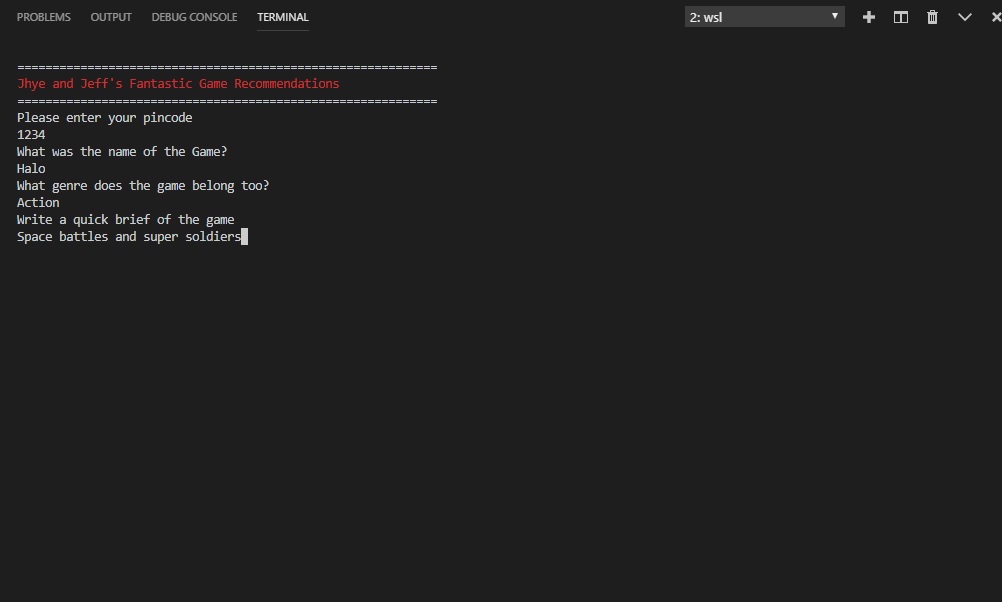 PROBLEMS OUTPUT DEBUG CONSOLE TERMINAL 2: wsl
============================================================
Jhye and Jeff's Fantastic Game Recommendations
============================================================
Please enter your pincode
1234
What was the name of the Game?
Halo
What genre does the game belong too?
Action
Write a quick brief of the game
Space battles and super soldiers